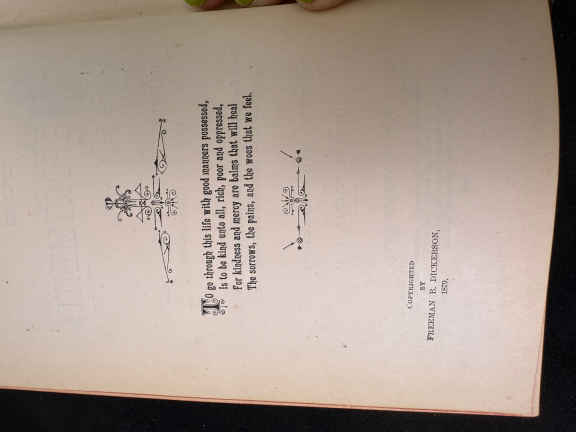 To go through this life with good manners possessed,
Is to be kind unto all, rich, poor and oppressed,
For kindness and mercy are balms that will heal
The sorrows, the pains, and the woes that we feel.
COPYRIGHTED
BY
FREEMAN B. DICKERSON,
1879.